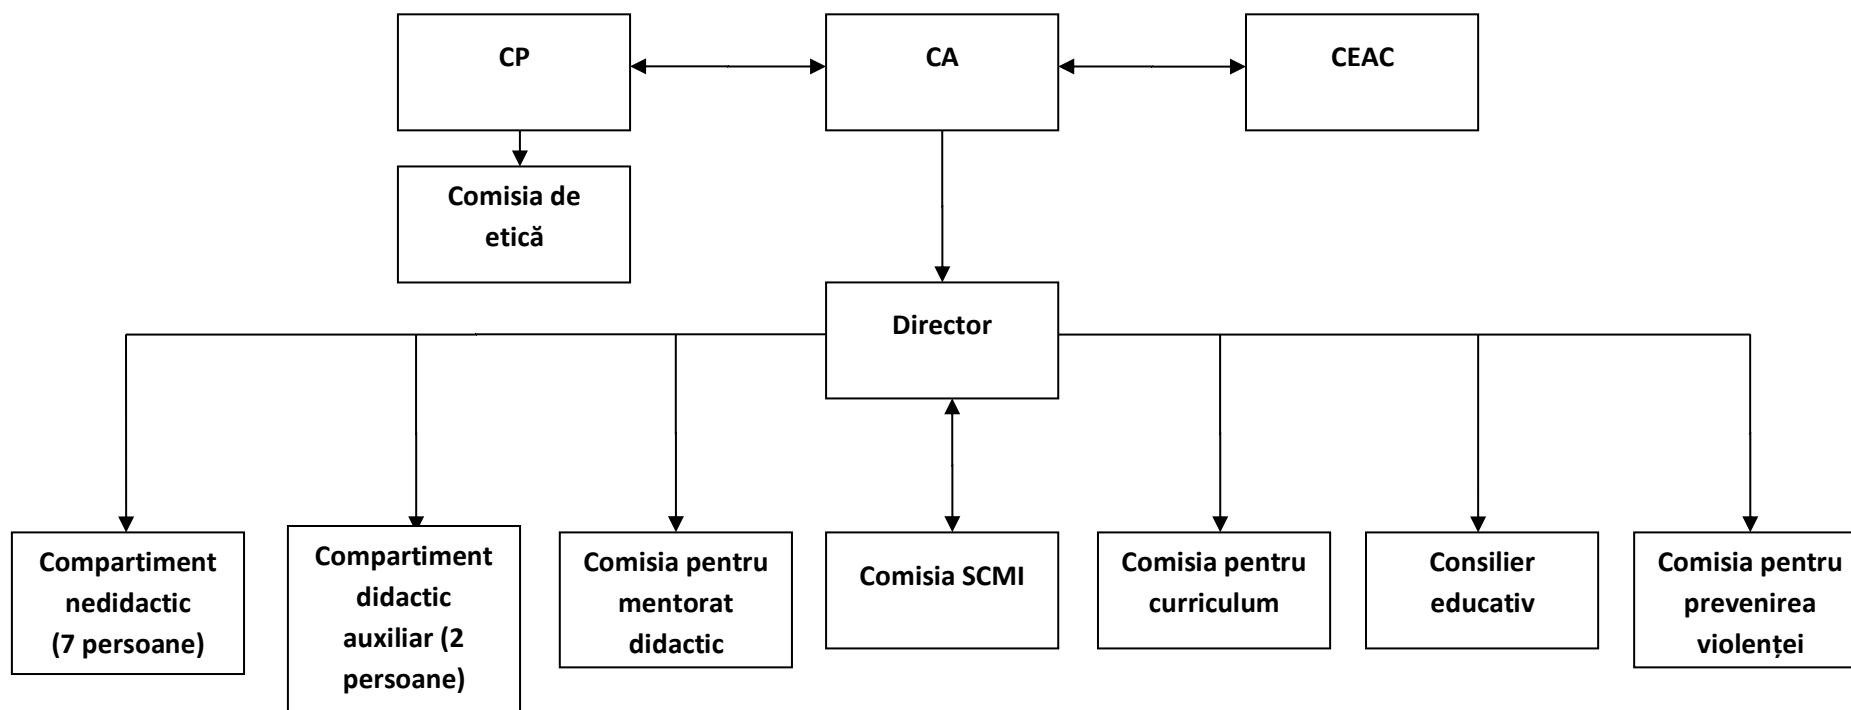 CP
CA
CEAC
Comisia de
etică
Director
Compartiment
nedidactic
(7 persoane)
Compartiment
didactic
auxiliar (2
persoane)
Comisia pentru
mentorat
didactic
Comisia SCMI
Comisia pentru
curriculum
Consilier
educativ
Comisia pentru
prevenirea
violenței